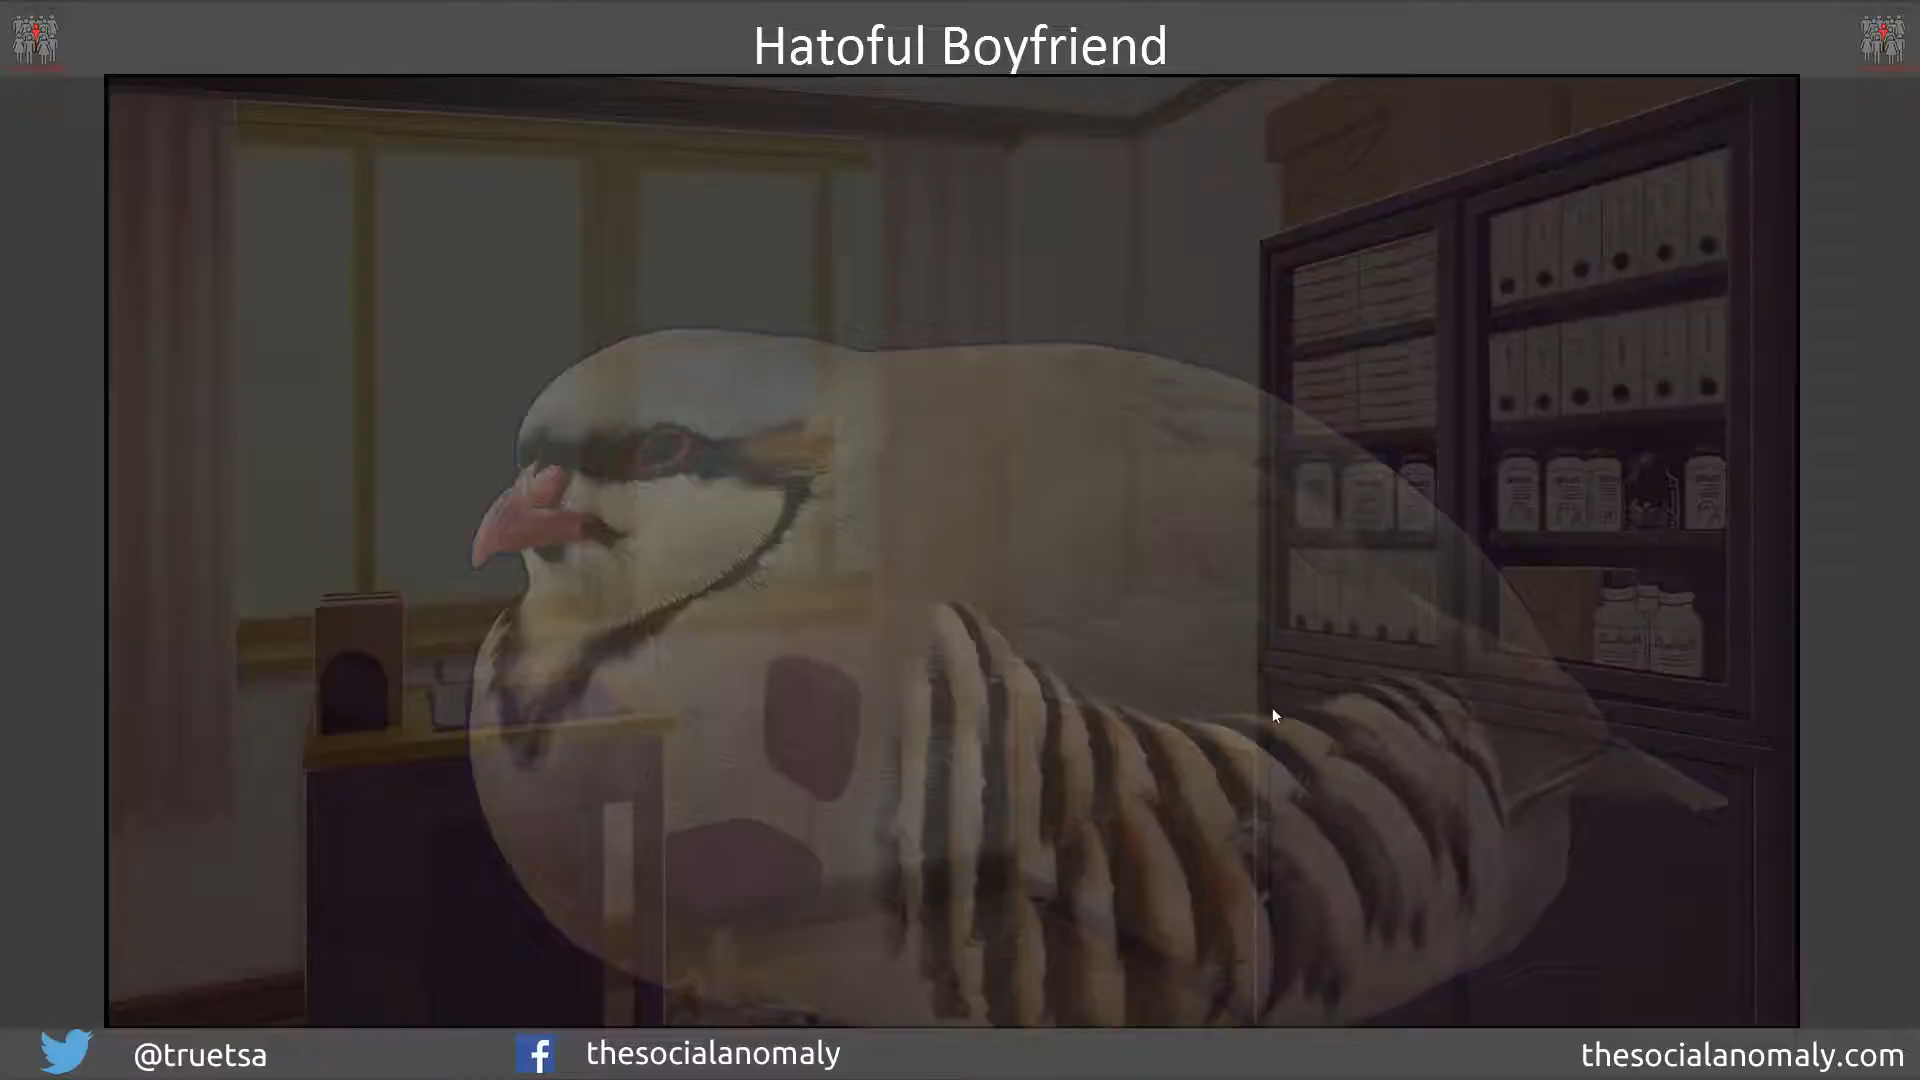 Hatoful Boyfriend
@truetsa
thesocialanomaly
thesocialanomaly.com